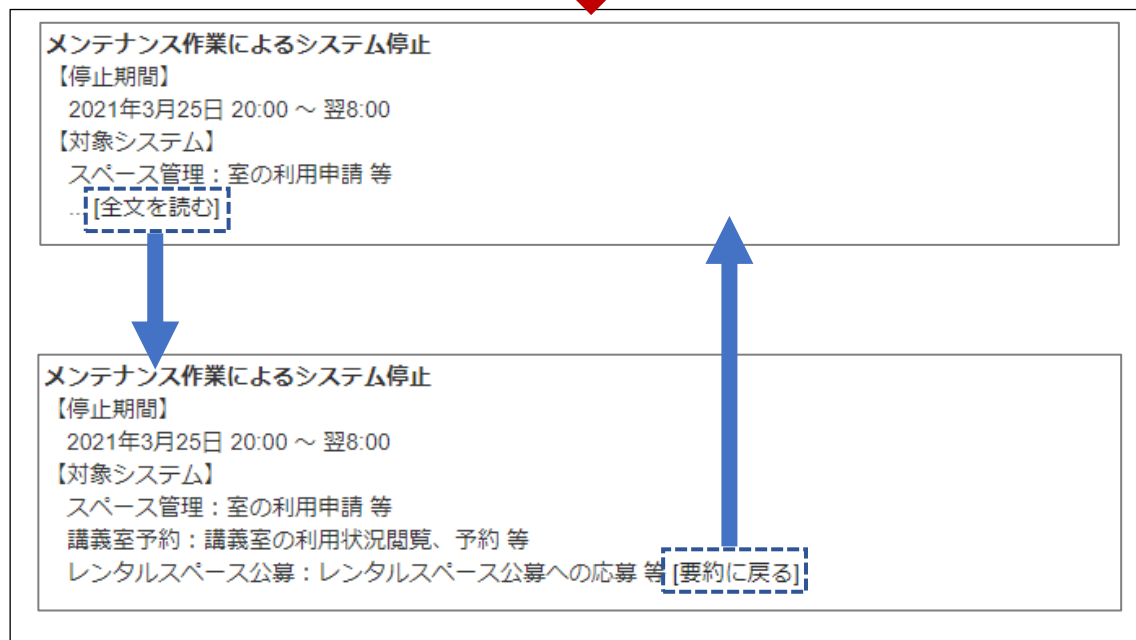 メンテナンス作業によるシステム停止
【停止期間】
2021年3月25日 20:00 ～ 翌8:00
【対象システム】
スペース管理：室の利用申請 等
... [全文を読む]
メンテナンス作業によるシステム停止
【停止期間】
2021年3月25日 20:00 ～ 翌8:00
【対象システム】
スペース管理：室の利用申請 等
講義室予約：講義室の利用状況閲覧、予約 等
レンタルスペース公募：レンタルスペース公募への応募 等 [要約に戻る]